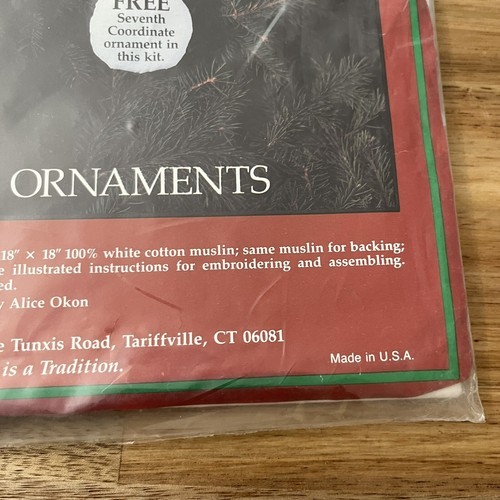 FREE
Seventh
Coordinate
ornament in
this kit.
ORNAMENTS
18" × 18" 100% white cotton muslin; same muslin for backing;
illustrated instructions for embroidering and assembling.
Alice Okon
Tunxis Road, Tariffville, CT 06081
is a Tradition.
Made in U.S.A.